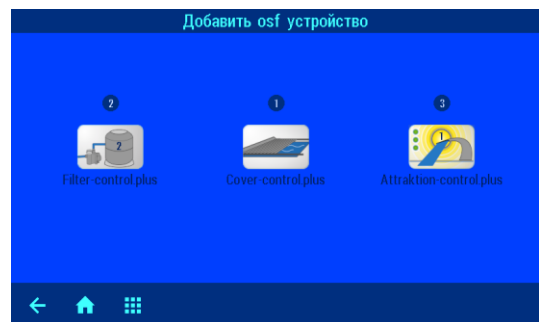 Добавить osf устройство
2 1 3
2 1
Filter-control.plus Cover-control.plus Attraktion-control.plus